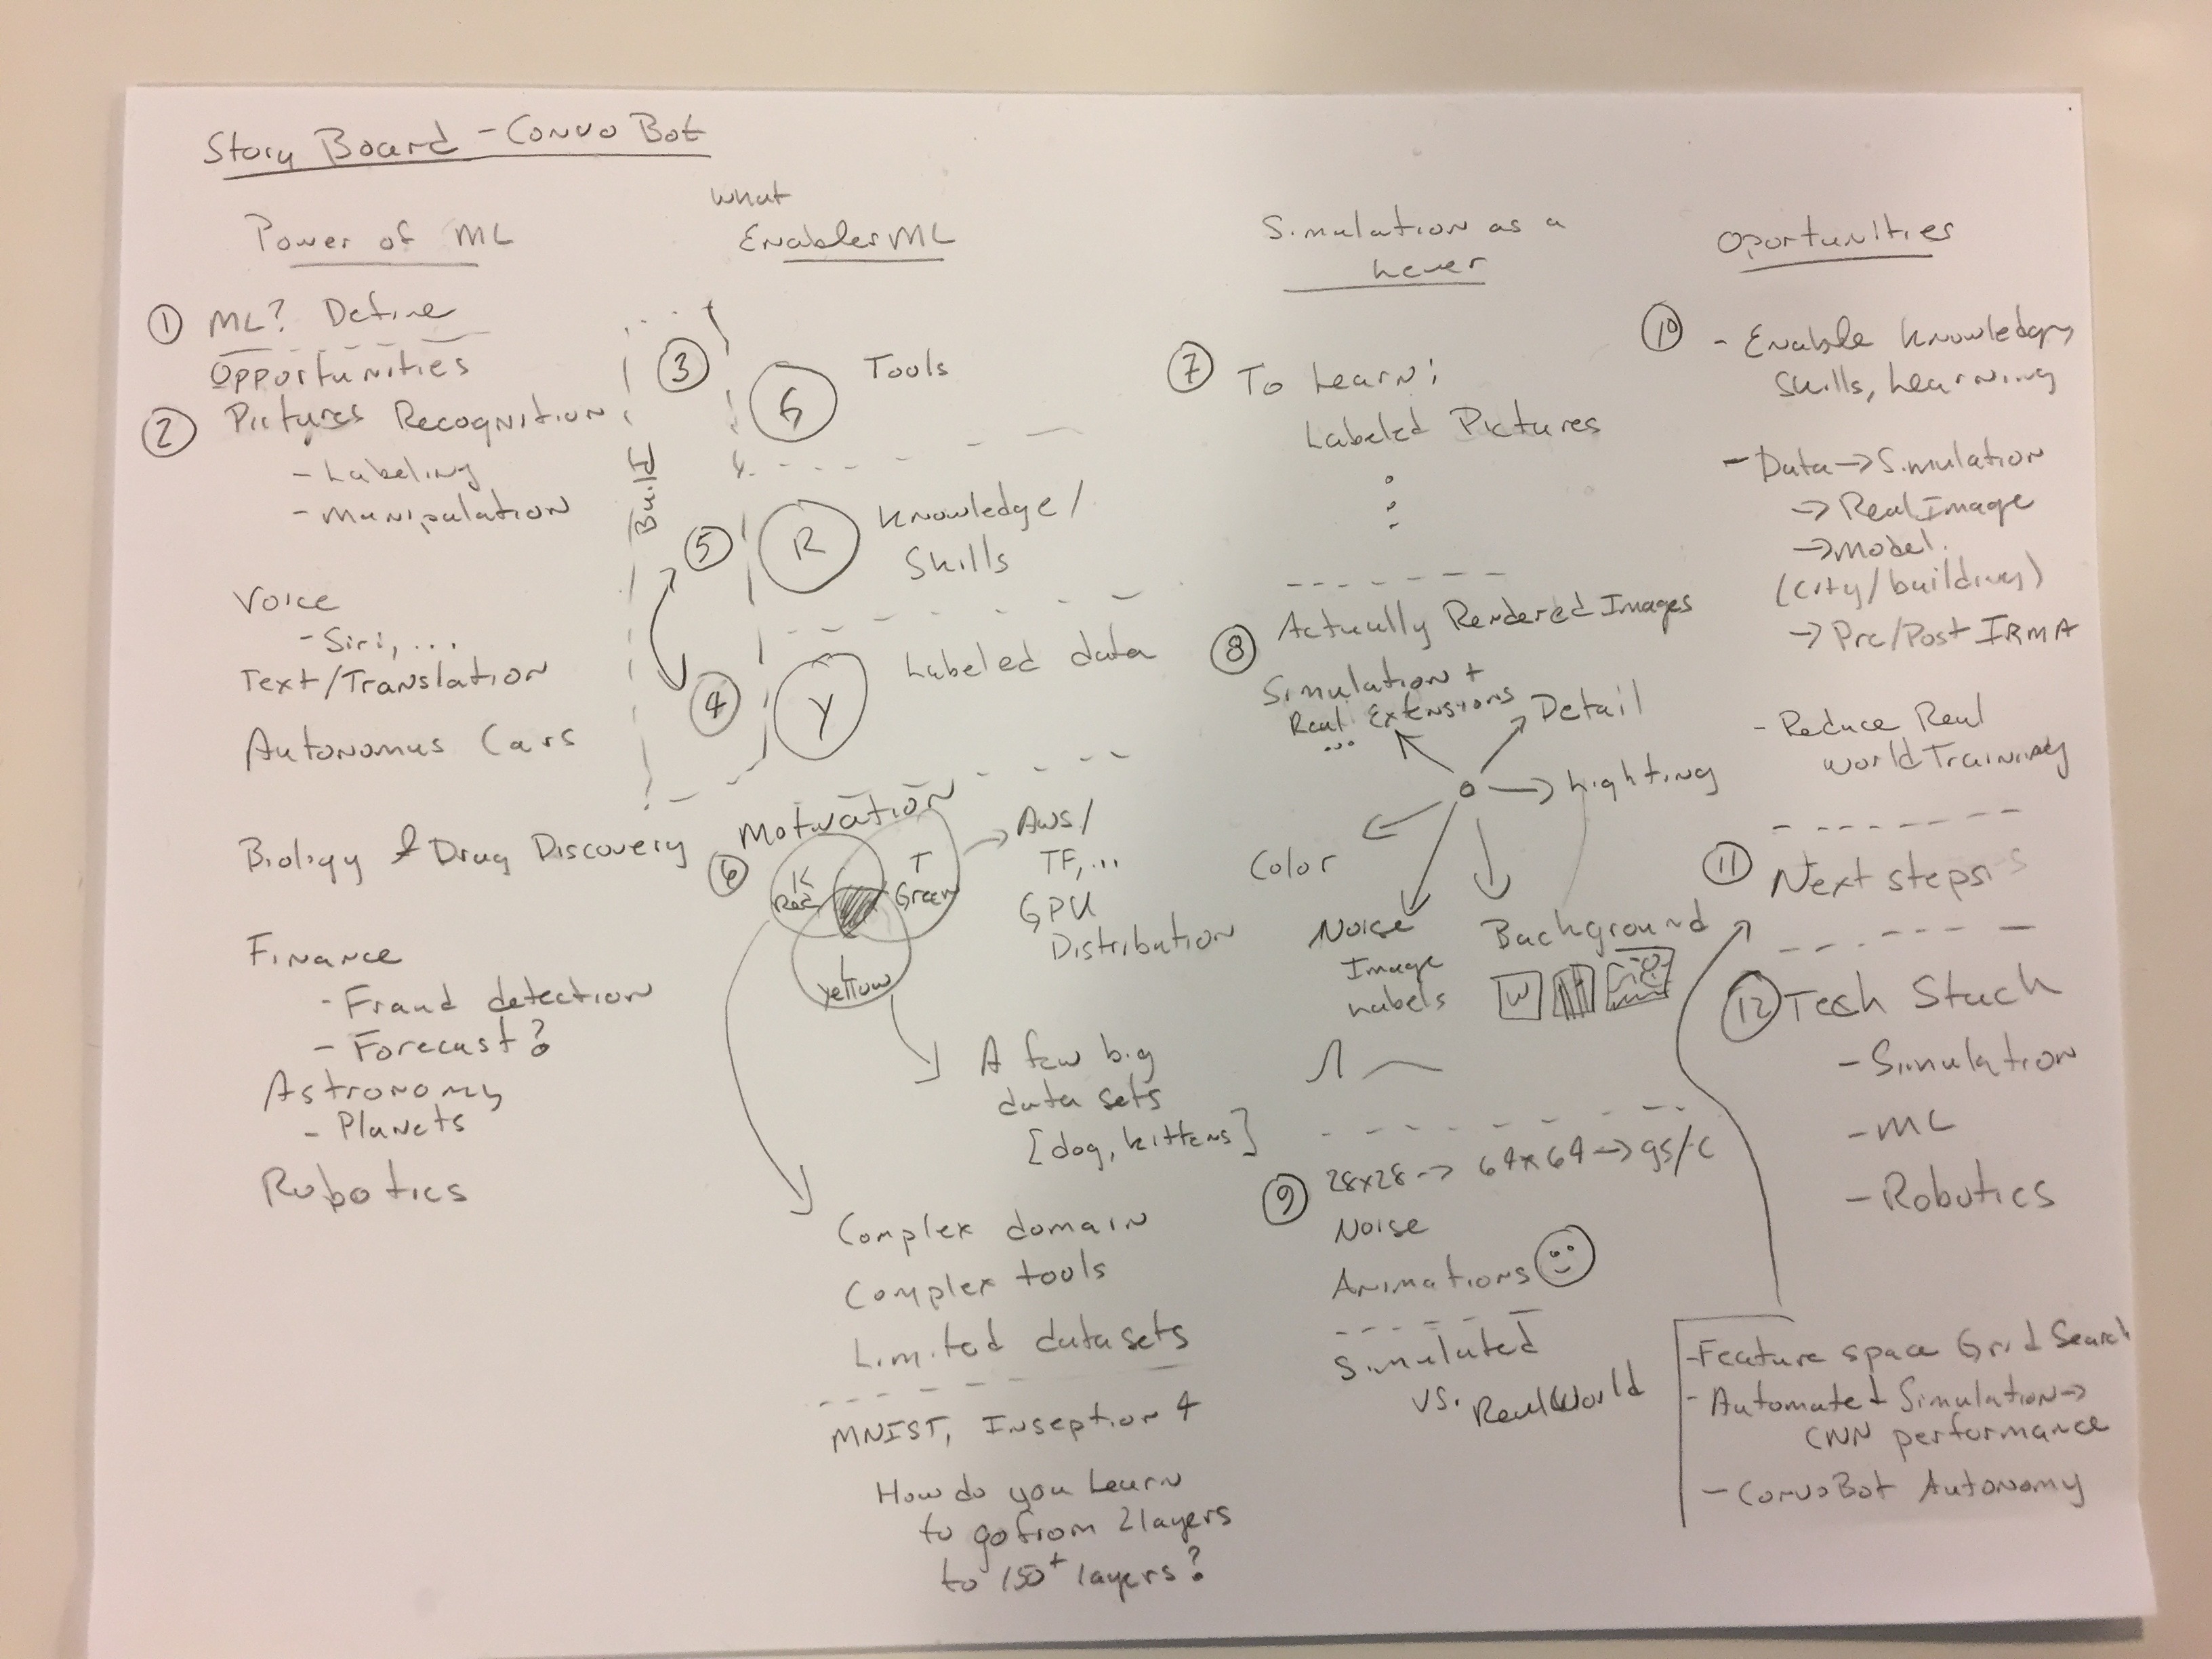 Story Board - Convo Bot
Power of ML
① ML? Define
Opportunities
② Pictures Recognition
- Labeling
- Manipulation
Voice
- Siri, ...
Text/Translation
Autonomus Cars
Biology & Drug Discovery
Finance
- Fraud detection
- Forecast?
Astronomy
- Planets
Robotics
What
Enables ML
Build
③ G Tools
⑤ R Knowledge/
Skills
④ Y Labeled data
⑥ Motivation
K
Red
T
Green
L
Yellow
→ AWS/
TF, ...
GPU
Distribution
A few big
data sets
[dog, kittens]
Complex domain
Complex tools
Limited datasets
MNIST, Inseption 4
How do you Learn
to go from 2 layers
to 150+ layers?
Simulation as a
Lever
⑦ To Learn:
Labeled Pictures
⑧ Actually Rendered Images
Simulation +
Real Extensions
...
Detail
Lighting
Color
Noise
Image
Labels
Background
W
⑨ 28x28 → 64x64 → gs/c
Noise
Animations
Simulated
vs. Real World
Oportunities
⑩ - Enable Knowledge,
Skills, Learning
- Data → Simulation
→ Real Image
→ Model
(City/buildings)
→ Pre/Post IRMA
- Reduce Real
World Training
⑪ Next steps
⑫ Tech Stack
- Simulation
- ML
- Robotics
- Feature space Grid Search
- Automated Simulation →
CNN performance
- ConvoBot Autonomy